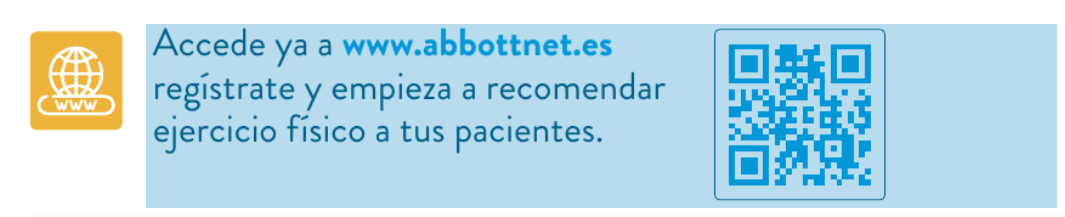 www
Accede ya a www.abbottnet.es
regístrate y empieza a recomendar
ejercicio físico a tus pacientes.